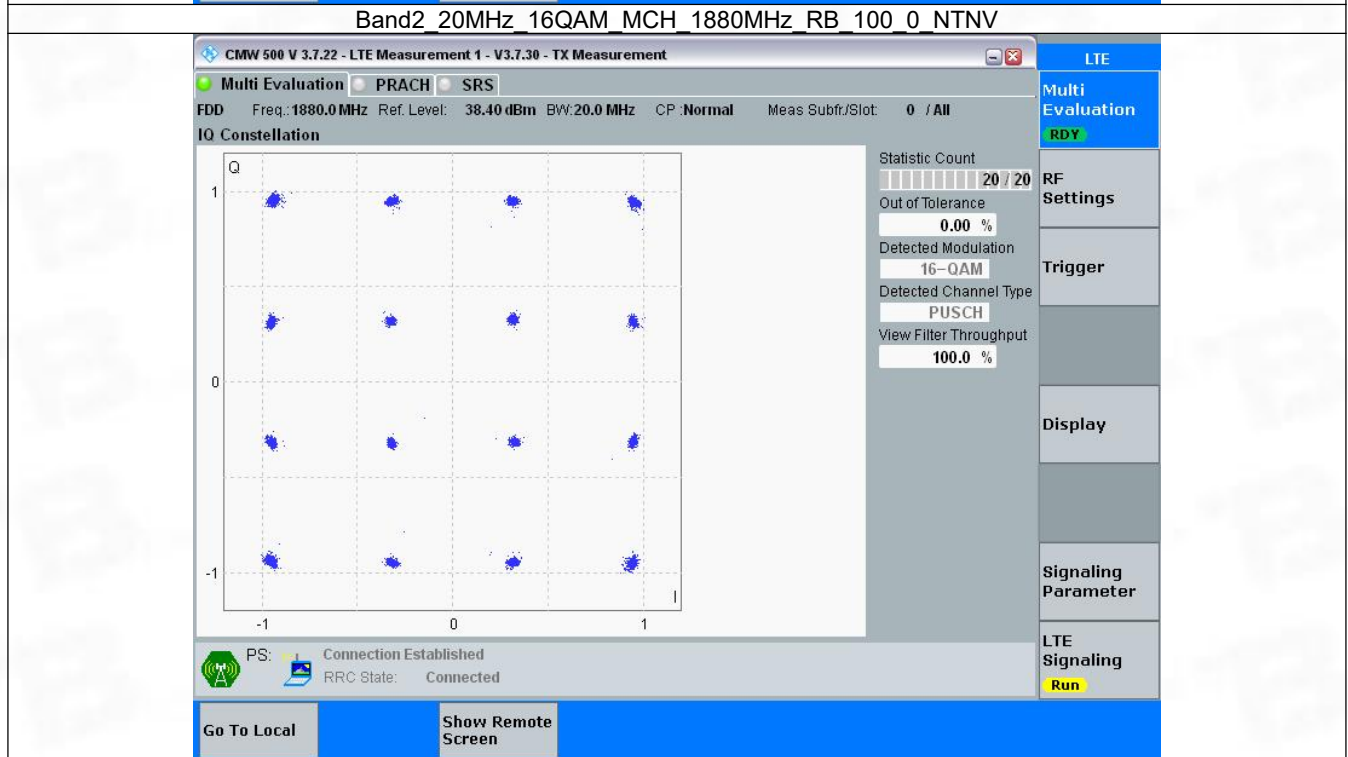 Band2_20MHz_16QAM_MCH_1880MHz_RB_100_0_NTNV
CMW 500 V 3.7.22 - LTE Measurement 1 - V3.7.30 - TX Measurement
LTE
Multi Evaluation PRACH SRS
FDD Freq.: 1880.0 MHz Ref. Level: 38.40 dBm BW: 20.0 MHz CP : Normal Meas Subfr./Slot: 0 / All
IQ Constellation
Q
1
0
-1
I
-1 0 1
Statistic Count
20 / 20
Out of Tolerance
0.00 %
Detected Modulation
16-QAM
Detected Channel Type
PUSCH
View Filter Throughput
100.0 %
Multi
Evaluation
RDY
RF
Settings
Trigger
Display
Signaling
Parameter
LTE
Signaling
Run
PS: Connection Established
RRC State: Connected
Go To Local
Show Remote
Screen